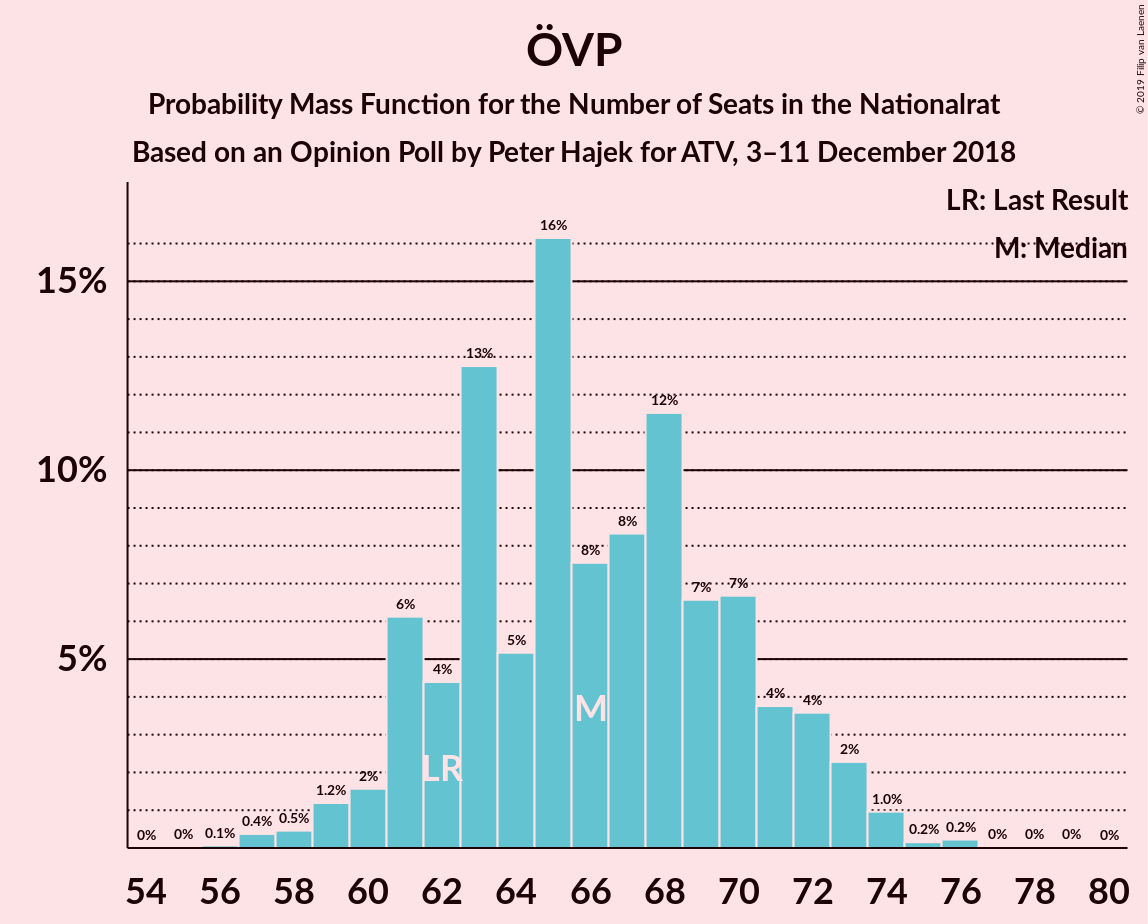 ÖVP
Probability Mass Function for the Number of Seats in the Nationalrat
Based on an Opinion Poll by Peter Hajek for ATV, 3–11 December 2018
© 2019 Filip van Laenen
LR: Last Result
M: Median
15%
10%
5%
0% 0% 0.1% 0.4% 0.5% 1.2% 2% 6% 4% 13% 5% 16% 8% 8% 12% 7% 7% 4% 4% 2% 1.0% 0.2% 0.2% 0% 0% 0% 0%
LR
M
54 56 58 60 62 64 66 68 70 72 74 76 78 80